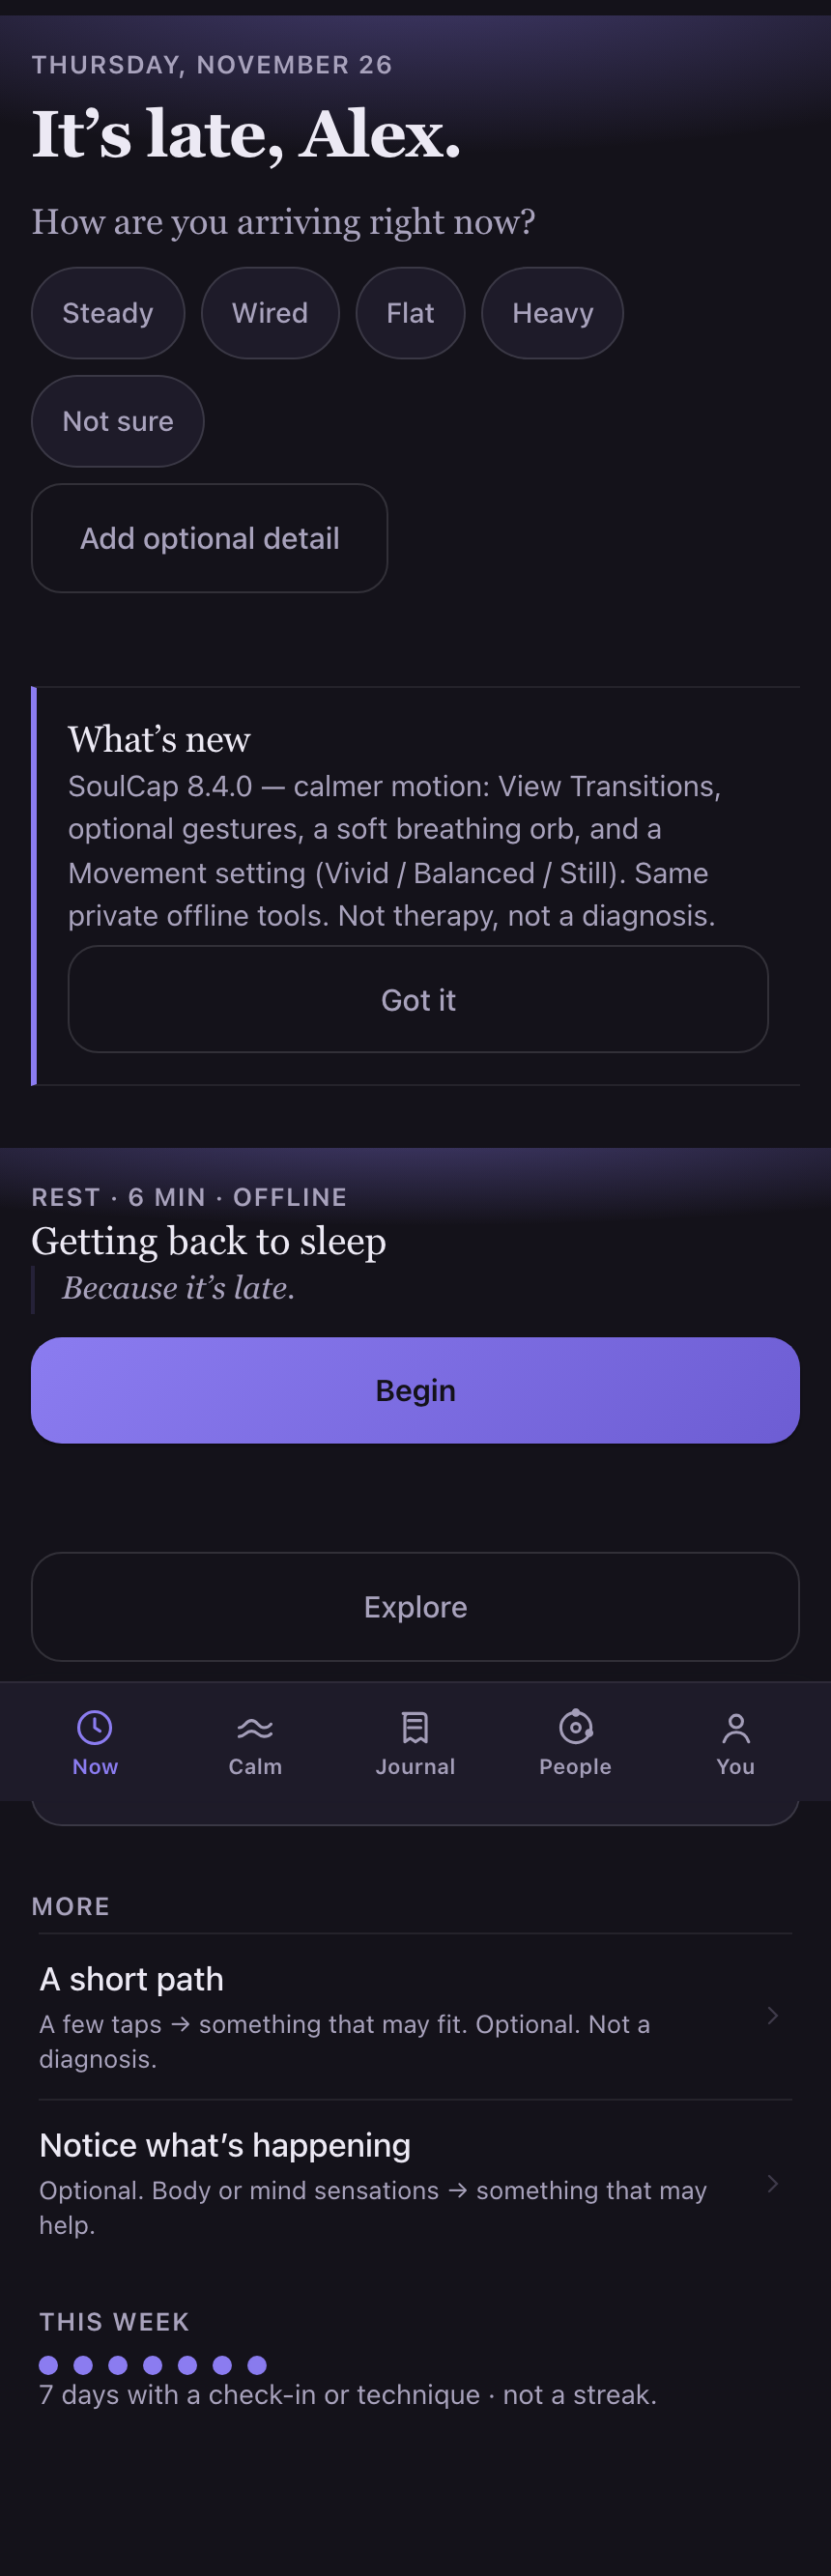 THURSDAY, NOVEMBER 26
It’s late, Alex.
How are you arriving right now?
Steady
Wired
Flat
Heavy
Not sure
Add optional detail
What’s new
SoulCap 8.4.0 — calmer motion: View Transitions,
optional gestures, a soft breathing orb, and a
Movement setting (Vivid / Balanced / Still). Same
private offline tools. Not therapy, not a diagnosis.
Got it
REST · 6 MIN · OFFLINE
Getting back to sleep
Because it’s late.
Begin
Explore
Now
Calm
Journal
People
You
MORE
A short path
A few taps → something that may fit. Optional. Not a
diagnosis.
Notice what’s happening
Optional. Body or mind sensations → something that may
help.
THIS WEEK
7 days with a check-in or technique · not a streak.